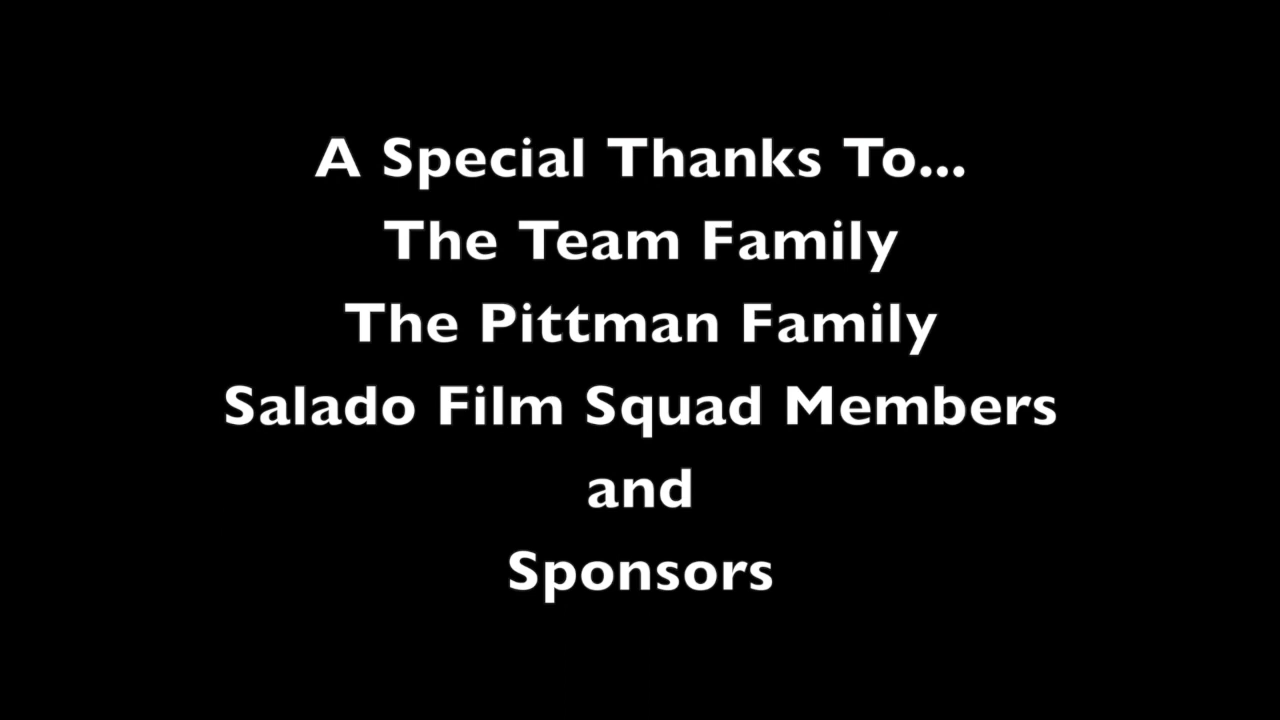 A Special Thanks To...
The Team Family
The Pittman Family
Salado Film Squad Members
and
Sponsors